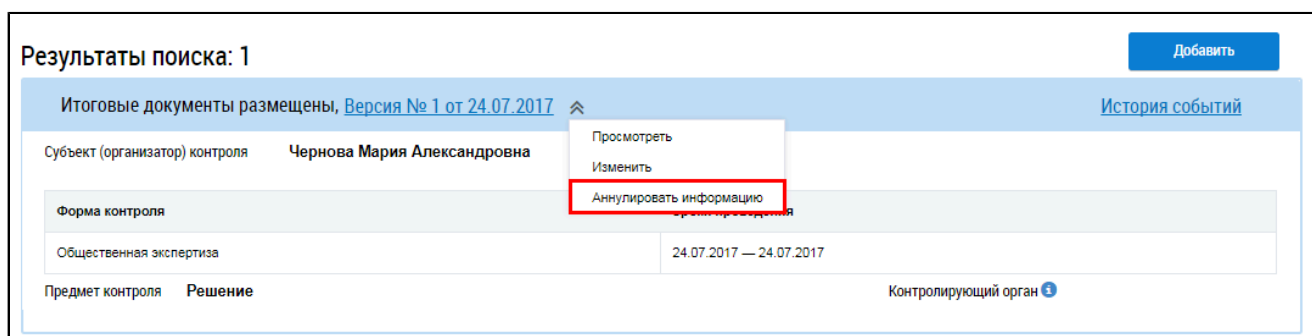 Результаты поиска: 1
Добавить
Итоговые документы размещены, Версия № 1 от 24.07.2017
История событий
Просмотреть
Изменить
Аннулировать информацию
Субъект (организатор) контроля Чернова Мария Александровна
Форма контроля
Общественная экспертиза 24.07.2017 — 24.07.2017
Предмет контроля Решение Контролирующий орган